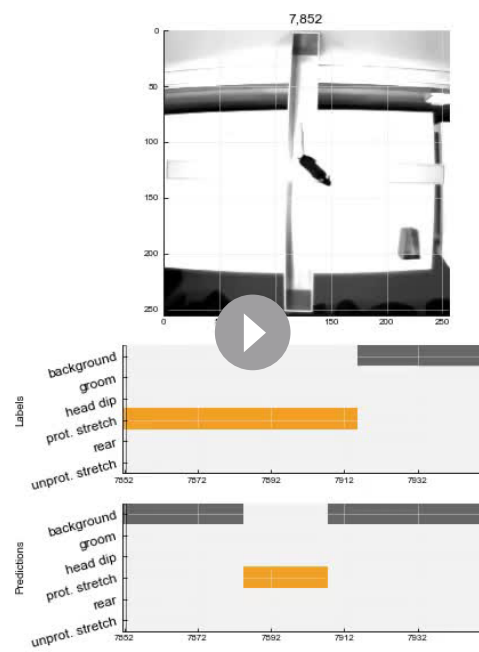 7,852
0
50
100
150
200
250
0
150
200
250
Labels
background
groom
head dip
prot. stretch
rear
unprot. stretch
7852 7872 7892 7912 7932
Predictions
background
groom
head dip
prot. stretch
rear
unprot. stretch
7852 7872 7892 7912 7932